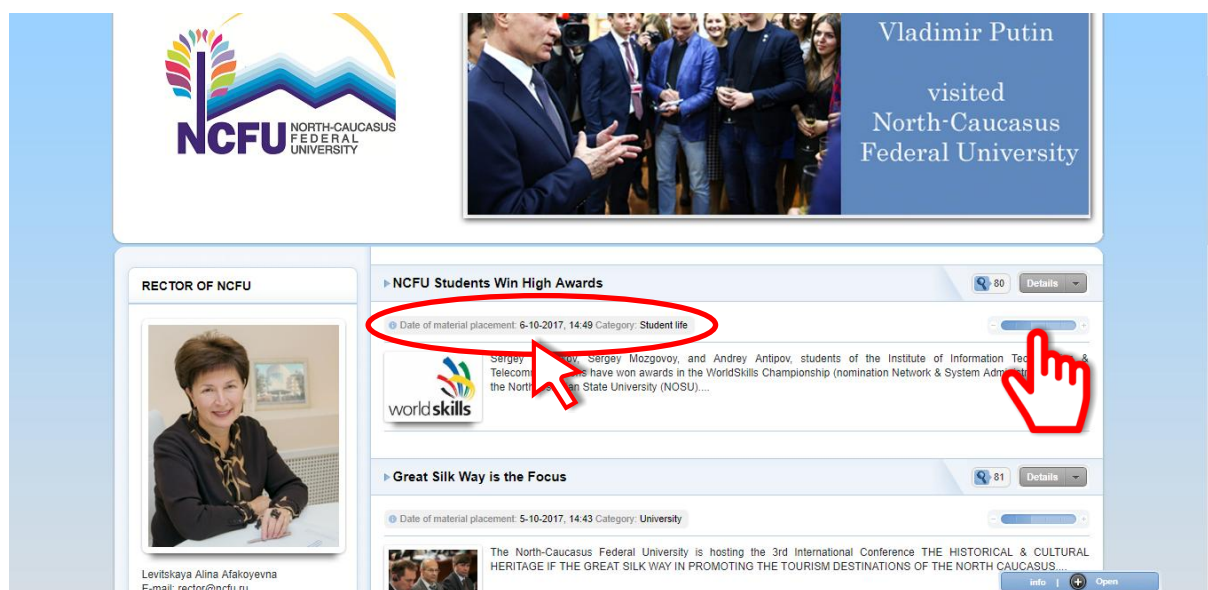 Vladimir Putin
visited
North-Caucasus
Federal University
NCFU NORTH-CAUCASUS
FEDERAL
UNIVERSITY
RECTOR OF NCFU
Levitskaya Alina Afakoyevna
E-mail: rector@ncfu.ru
NCFU Students Win High Awards
80 Details
Date of material placement: 6-10-2017, 14:49 Category: Student life
- +
world skills
Sergey Sergey Mozgovoy, and Andrey Antipov, students of the Institute of Information &
have won awards in the WorldSkills Championship (nomination Network & System
the State University (NOSU)....
Great Silk Way is the Focus
81 Details
Date of material placement: 5-10-2017, 14:43 Category: University
- +
The North-Caucasus Federal University is hosting the 3rd International Conference THE HISTORICAL & CULTURAL
HERITAGE IF THE GREAT SILK WAY IN PROMOTING THE TOURISM DESTINATIONS OF THE NORTH CAUCASUS....
info | Open